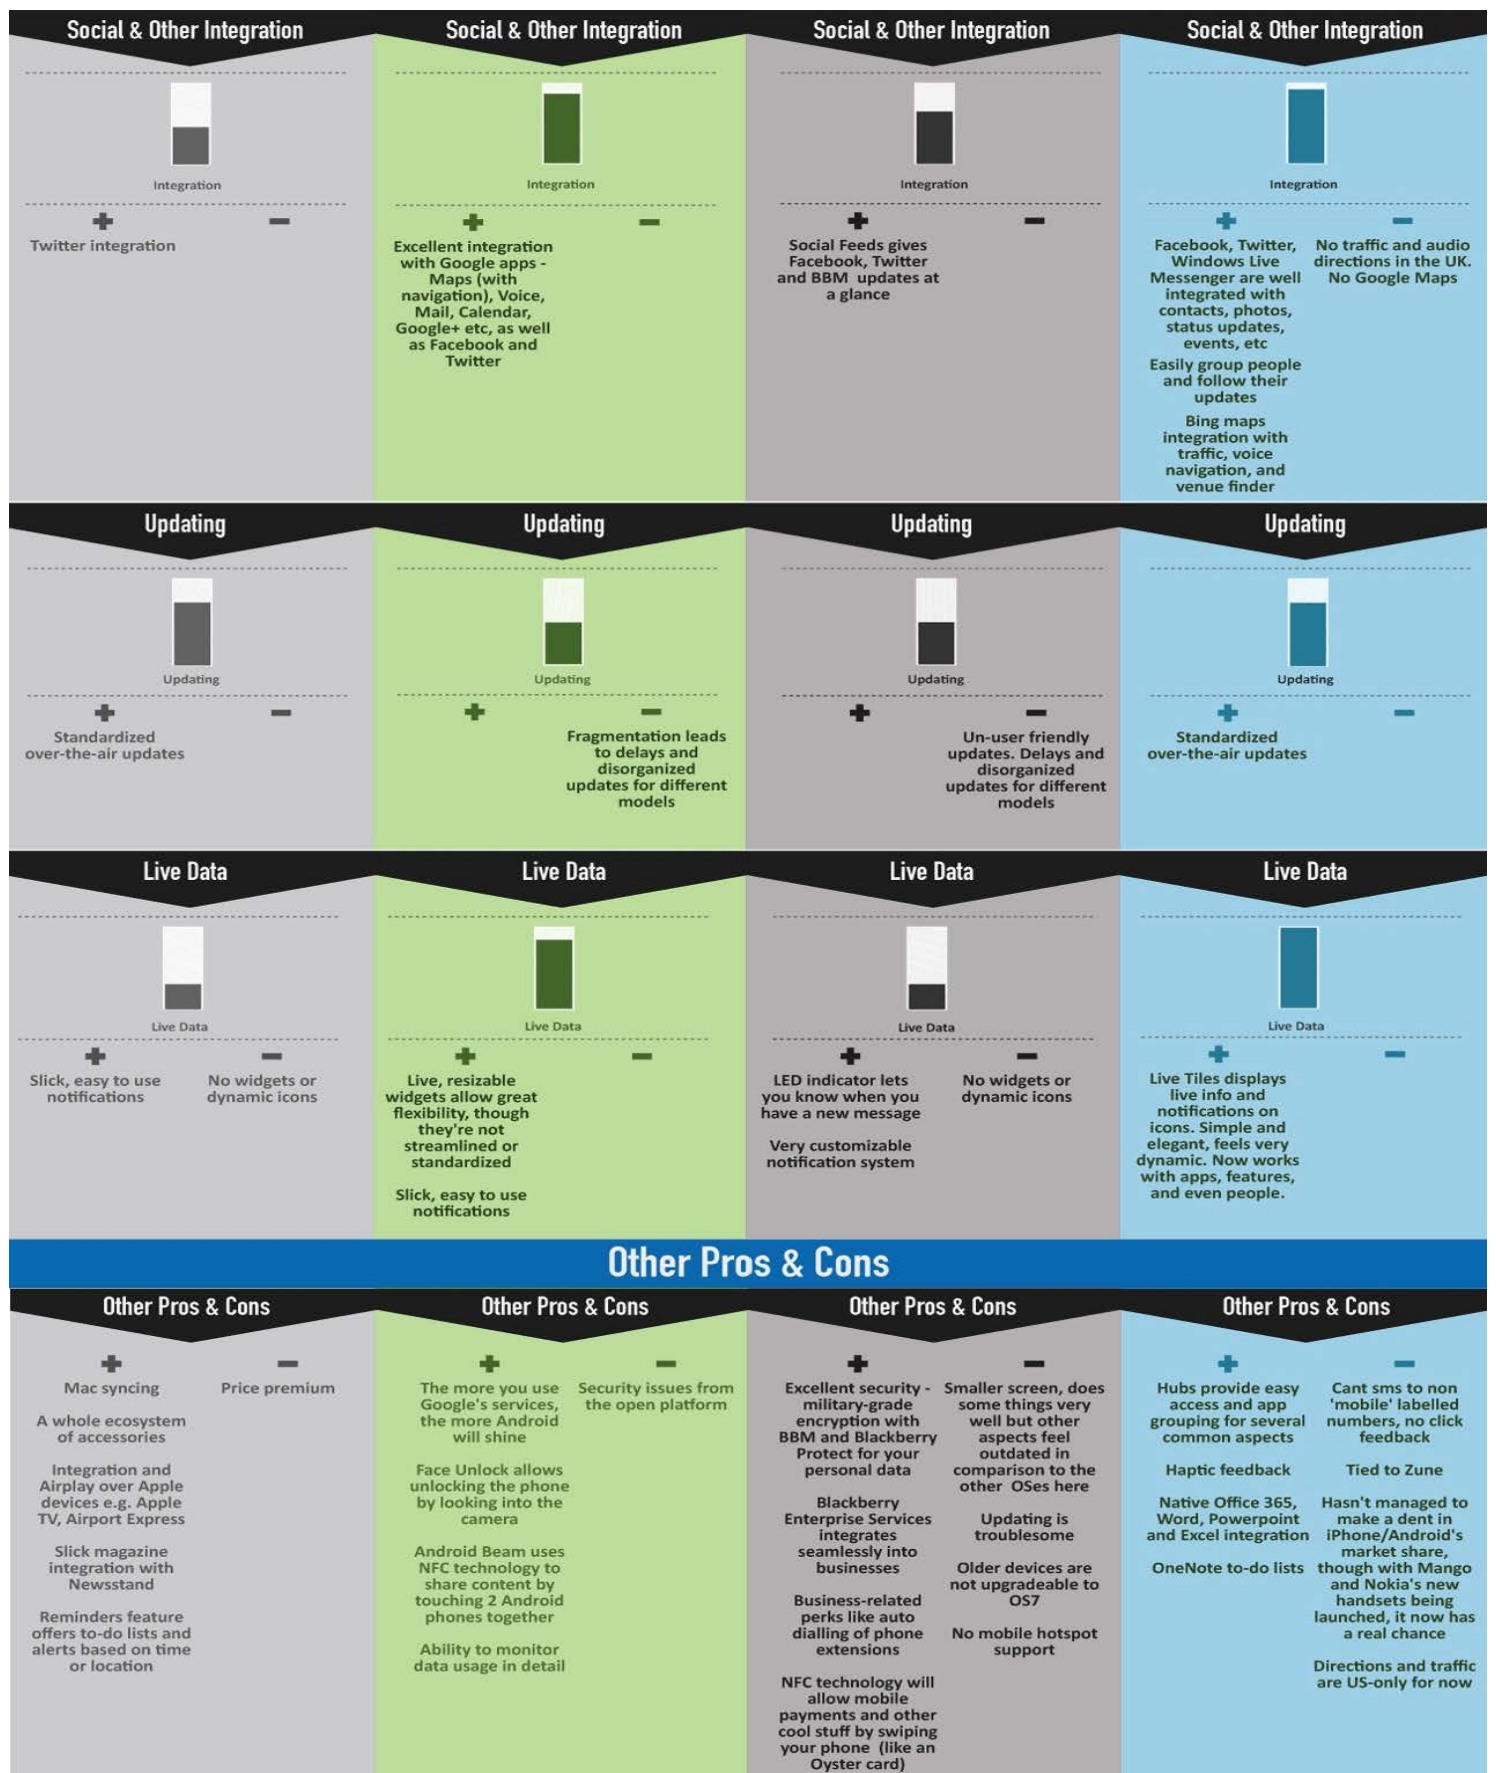 Social & Other Integration
Integration
Twitter integration
Social & Other Integration
Integration
Excellent integration
with Google apps -
Maps (with
navigation), Voice,
Mail, Calendar,
Google+ etc, as well
as Facebook and
Twitter
Social & Other Integration
Integration
Social Feeds gives
Facebook, Twitter
and BBM updates at
a glance
Social & Other Integration
Integration
Facebook, Twitter,
Windows Live
Messenger are well
integrated with
contacts, photos,
status updates,
events, etc
Easily group people
and follow their
updates
Bing maps
integration with
traffic, voice
navigation, and
venue finder
No traffic and audio
directions in the UK.
No Google Maps
Updating
Updating
Standardized
over-the-air updates
Updating
Updating
Fragmentation leads
to delays and
disorganized
updates for different
models
Updating
Updating
Un-user friendly
updates. Delays and
disorganized
updates for different
models
Updating
Updating
Standardized
over-the-air updates
Live Data
Live Data
Slick, easy to use
notifications
No widgets or
dynamic icons
Live Data
Live Data
Live, resizable
widgets allow great
flexibility, though
they're not
streamlined or
standardized
Slick, easy to use
notifications
Live Data
Live Data
LED indicator lets
you know when you
have a new message
Very customizable
notification system
No widgets or
dynamic icons
Live Data
Live Data
Live Tiles displays
live info and
notifications on
icons. Simple and
elegant, feels very
dynamic. Now works
with apps, features,
and even people.
Other Pros & Cons
Other Pros & Cons
Mac syncing
A whole ecosystem
of accessories
Integration and
Airplay over Apple
devices e.g. Apple
TV, Airport Express
Slick magazine
integration with
Newsstand
Reminders feature
offers to-do lists and
alerts based on time
or location
Price premium
Other Pros & Cons
The more you use
Google's services,
the more Android
will shine
Face Unlock allows
unlocking the phone
by looking into the
camera
Android Beam uses
NFC technology to
share content by
touching 2 Android
phones together
Ability to monitor
data usage in detail
Security issues from
the open platform
Other Pros & Cons
Excellent security -
military-grade
encryption with
BBM and Blackberry
Protect for your
personal data
Blackberry
Enterprise Services
integrates
seamlessly into
businesses
Business-related
perks like auto
dialling of phone
extensions
NFC technology will
allow mobile
payments and other
cool stuff by swiping
your phone (like an
Oyster card)
Smaller screen, does
some things very
well but other
aspects feel
outdated in
comparison to the
other OSes here
Updating is
troublesome
Older devices are
not upgradeable to
OS7
No mobile hotspot
support
Other Pros & Cons
Hubs provide easy
access and app
grouping for several
common aspects
Haptic feedback
Native Office 365,
Word, Powerpoint
and Excel integration
OneNote to-do lists
Cant sms to non
'mobile' labelled
numbers, no click
feedback
Tied to Zune
Hasn't managed to
make a dent in
iPhone/Android's
market share,
though with Mango
and Nokia's new
handsets being
launched, it now has
a real chance
Directions and traffic
are US-only for now